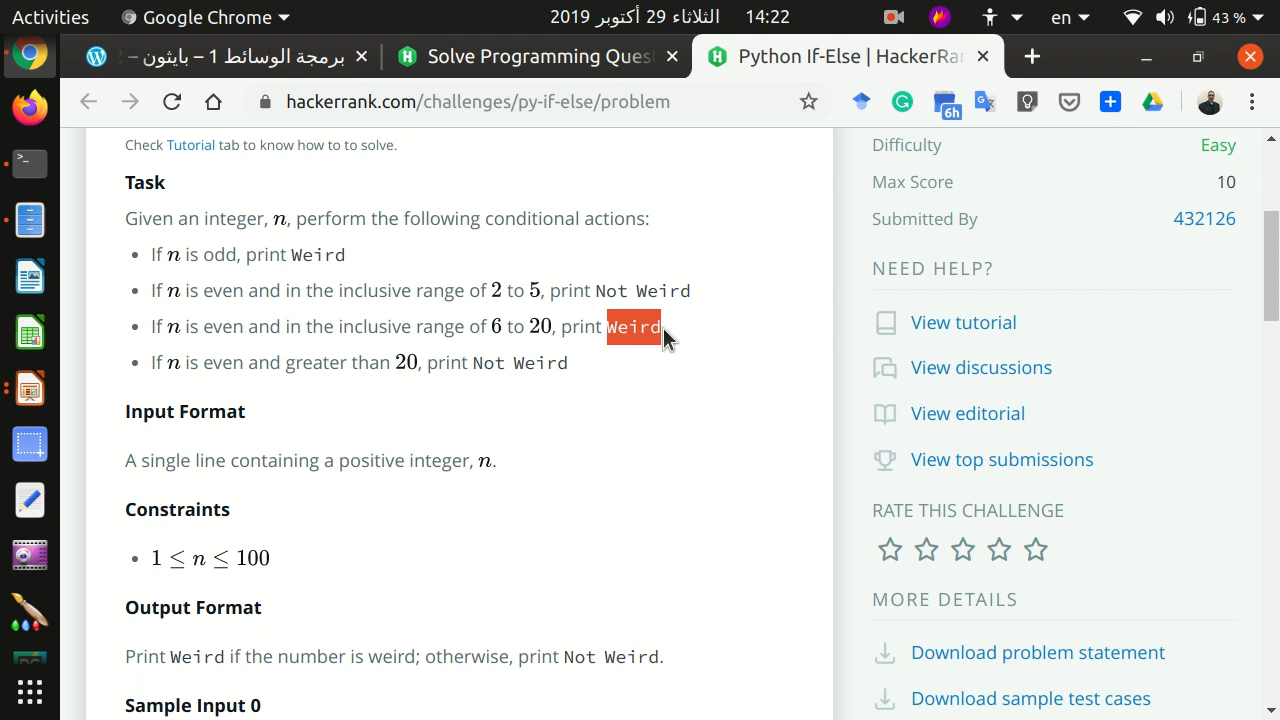 Activities
Google Chrome
الثلاثاء 29 أكتوبر 2019
14:22
en
43 %
برمجة الوسائط 1 – بايثون –
Solve Programming Ques
Python If-Else | HackerRar
hackerrank.com/challenges/py-if-else/problem
6h
Check Tutorial tab to know how to to solve.
Task
Given an integer, n, perform the following conditional actions:
• If n is odd, print Weird
• If n is even and in the inclusive range of 2 to 5, print Not Weird
• If n is even and in the inclusive range of 6 to 20, print Weird
• If n is even and greater than 20, print Not Weird
Input Format
A single line containing a positive integer, n.
Constraints
• 1 ≤ n ≤ 100
Output Format
Print Weird if the number is weird; otherwise, print Not Weird.
Sample Input 0
Difficulty Easy
Max Score 10
Submitted By 432126
NEED HELP?
View tutorial
View discussions
View editorial
View top submissions
RATE THIS CHALLENGE
MORE DETAILS
Download problem statement
Download sample test cases